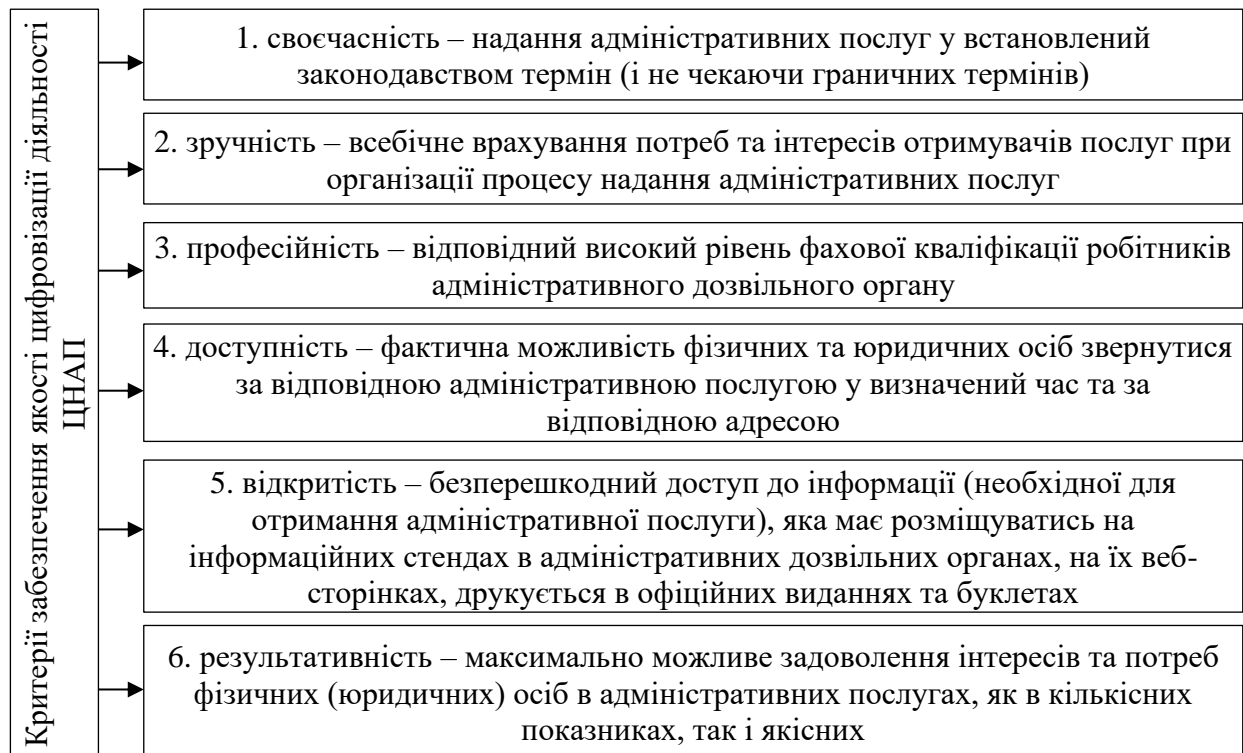 Критерії забезпечення якості цифровізації діяльності
ЦНАП
1. своєчасність – надання адміністративних послуг у встановлений
законодавством термін (і не чекаючи граничних термінів)
2. зручність – всебічне врахування потреб та інтересів отримувачів послуг при
організації процесу надання адміністративних послуг
3. професійність – відповідний високий рівень фахової кваліфікації робітників
адміністративного дозвільного органу
4. доступність – фактична можливість фізичних та юридичних осіб звернутися
за відповідною адміністративною послугою у визначений час та за
відповідною адресою
5. відкритість – безперешкодний доступ до інформації (необхідної для
отримання адміністративної послуги), яка має розміщуватись на
інформаційних стендах в адміністративних дозвільних органах, на їх веб-
сторінках, друкується в офіційних виданнях та буклетах
6. результативність – максимально можливе задоволення інтересів та потреб
фізичних (юридичних) осіб в адміністративних послугах, як в кількісних
показниках, так і якісних